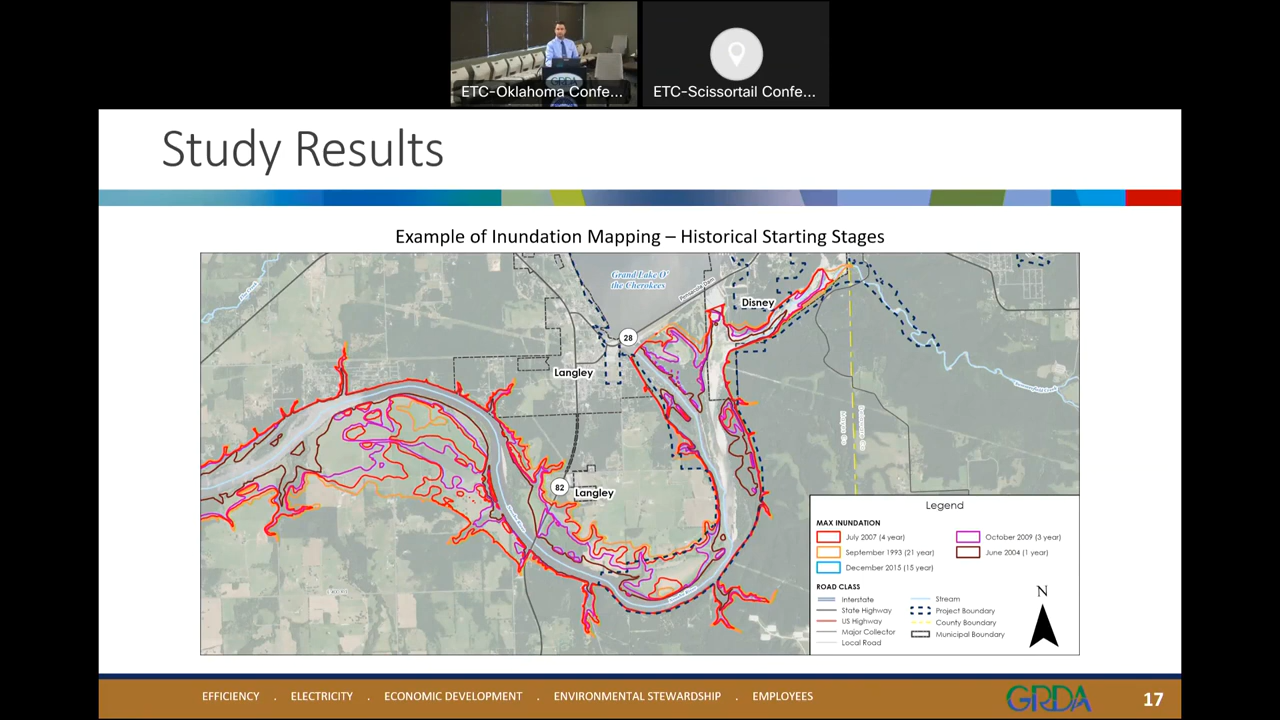 ETC-Oklahoma Confe...
ETC-Scissortail Confe...
Study Results
Example of Inundation Mapping – Historical Starting Stages
Grand Lake O'
the Cherokees
Disney
28
Langley
82
Langley
Legend
MAX INUNDATION
July 2007 (4 year)
October 2009 (3 year)
September 1993 (21 year)
June 2004 (1 year)
December 2015 (15 year)
ROAD CLASS
Interstate
Stream
State Highway
Project Boundary
US Highway
County Boundary
Major Collector
Municipal Boundary
Local Road
N
EFFICIENCY . ELECTRICITY . ECONOMIC DEVELOPMENT . ENVIRONMENTAL STEWARDSHIP . EMPLOYEES
GRDA
17